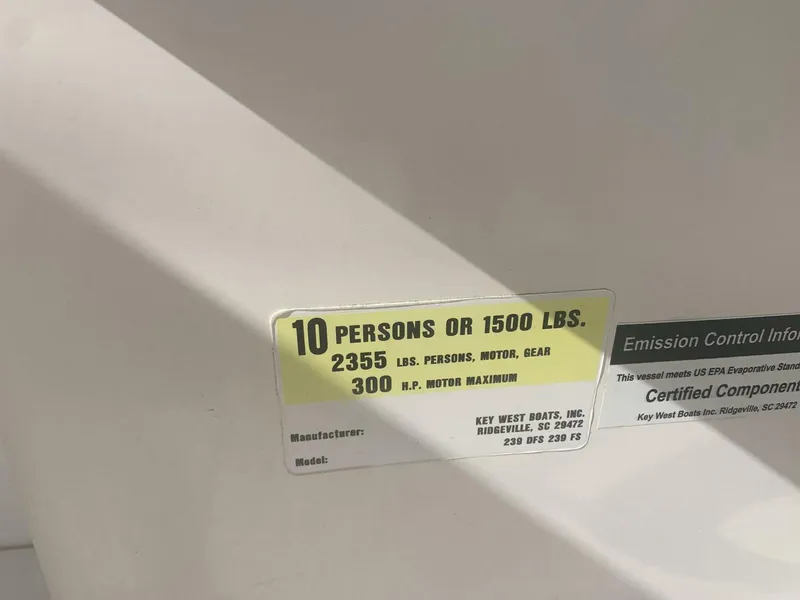 10 PERSONS OR 1500 LBS.
2355 LBS. PERSONS, MOTOR, GEAR
300 H.P. MOTOR MAXIMUM
Manufacturer: KEY WEST BOATS, INC.
RIDGEVILLE, SC 29472
Model: 239 DFS 239 FS
Emission Control
This vessel meets US EPA Evaporative
Certified
Key West Boats Inc. Ridgeville, SC 29472